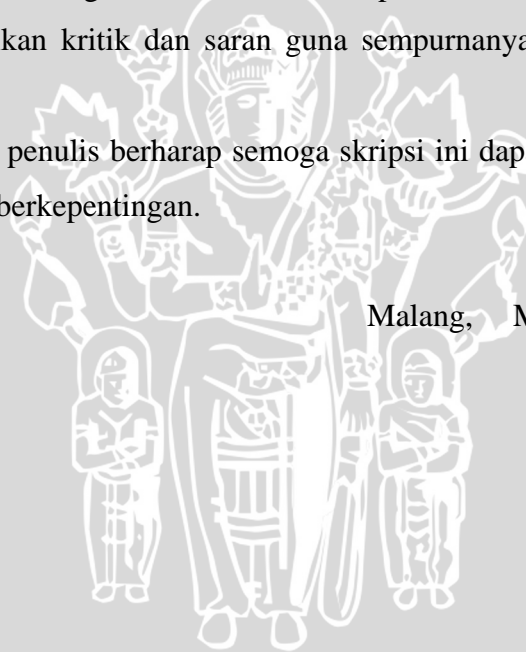 kan kritik dan saran guna sempurnanya
penulis berharap semoga skripsi ini dap
berkepentingan.
Malang, M